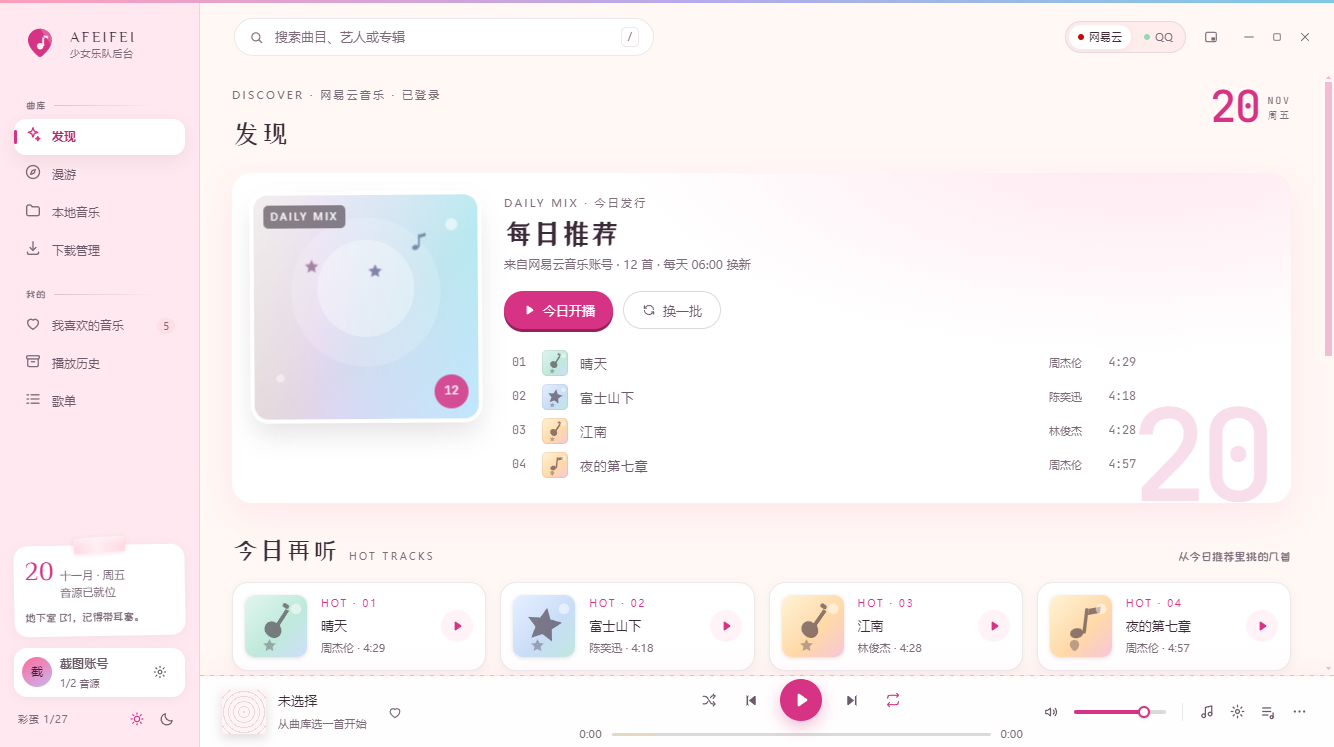 AFEIFEI
少女乐队后台
曲库
发现
漫游
本地音乐
下载管理
我的
我喜欢的音乐 5
播放历史
歌单
20 十一月 · 周五
音源已就位
地下室 B1，记得带耳塞。
截 截图账号
1/2 音源
彩蛋 1/27
搜索曲目、艺人或专辑 /
网易云 QQ
DISCOVER · 网易云音乐 · 已登录
发现
20 NOV
周五
DAILY MIX
12
DAILY MIX · 今日发行
每日推荐
来自网易云音乐账号 · 12 首 · 每天 06:00 换新
今日开播 换一批
01 晴天 周杰伦 4:29
02 富士山下 陈奕迅 4:18
03 江南 林俊杰 4:28
04 夜的第七章 周杰伦 4:57
20
今日再听 HOT TRACKS 从今日推荐里挑的几首
HOT · 01
晴天
周杰伦 · 4:29
HOT · 02
富士山下
陈奕迅 · 4:18
HOT · 03
江南
林俊杰 · 4:28
HOT · 04
夜的第七章
周杰伦 · 4:57
未选择
从曲库选一首开始
0:00 0:00